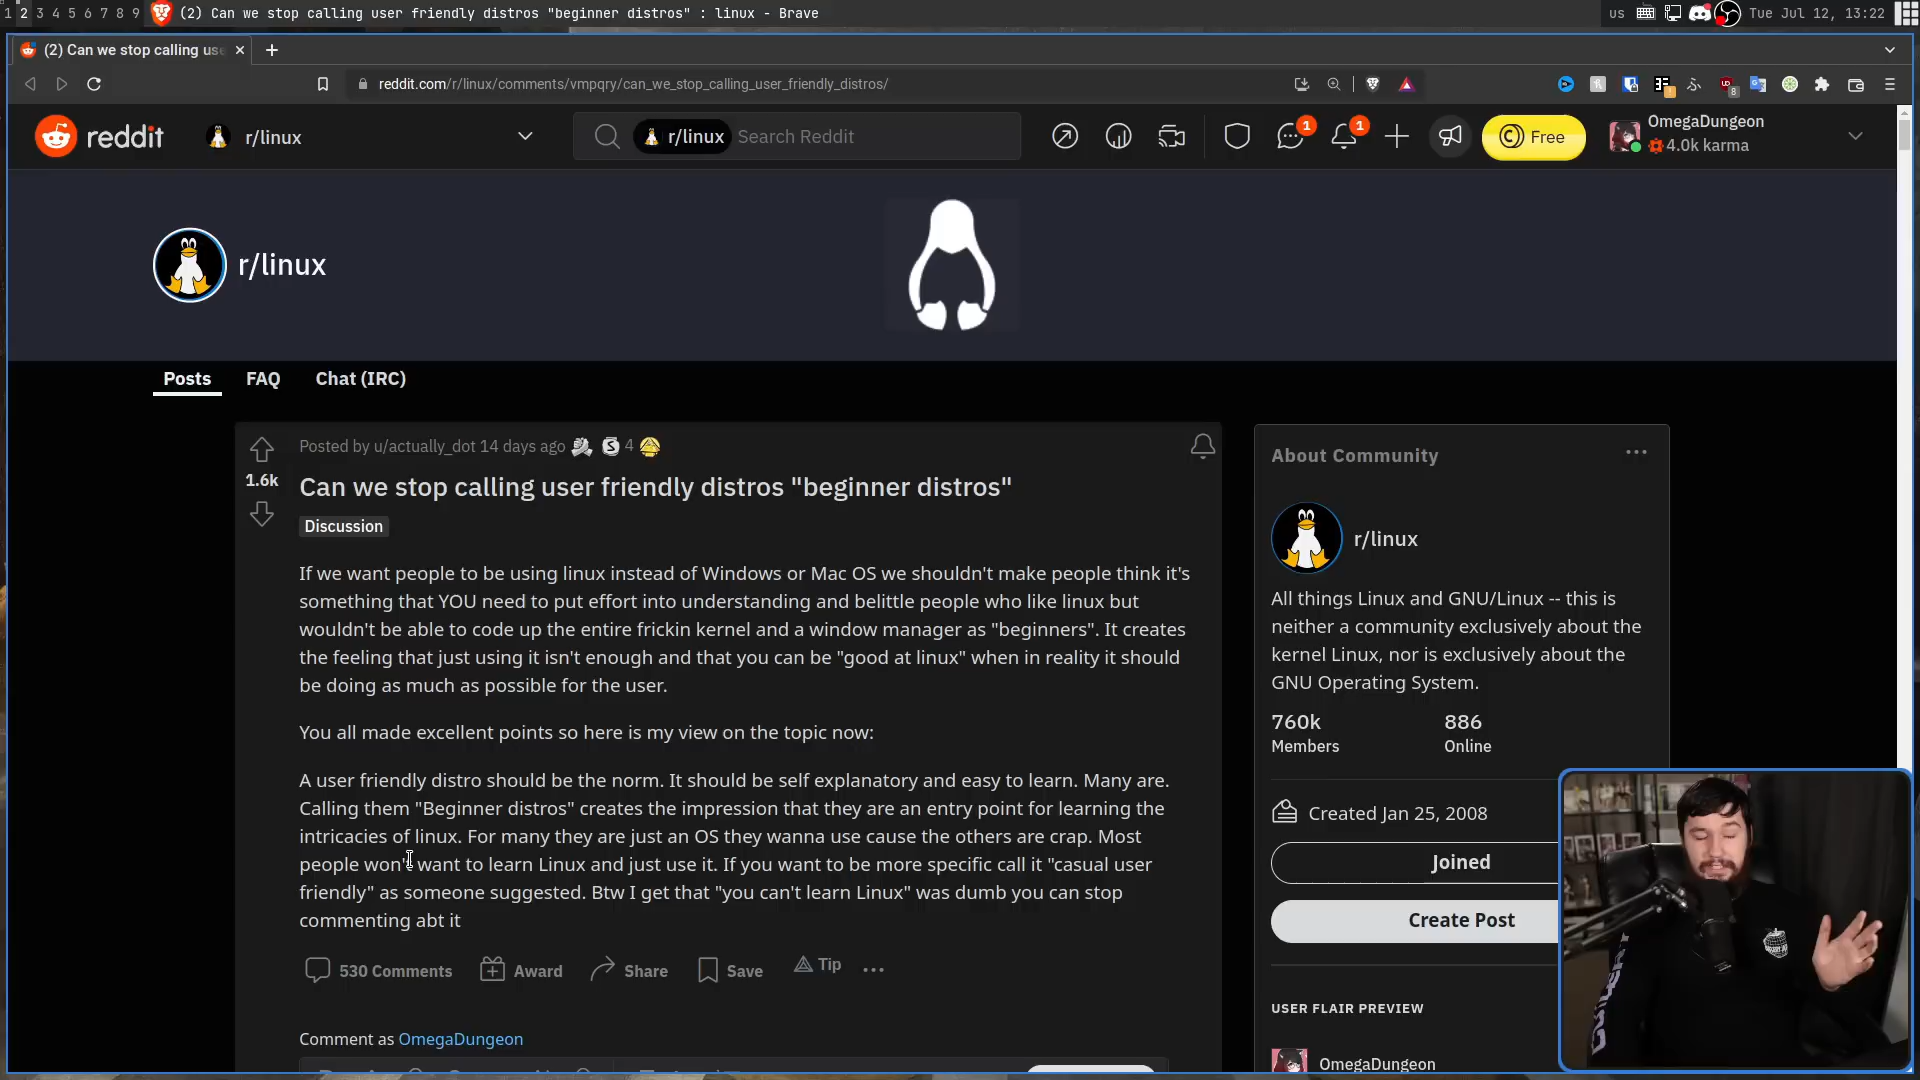 1 2 3 4 5 6 7 8 9 (2) Can we stop calling user friendly distros "beginner distros" : linux - Brave
us Tue Jul 12, 13:22
(2) Can we stop calling use
reddit.com/r/linux/comments/vmpqry/can_we_stop_calling_user_friendly_distros/
reddit r/linux r/linux Search Reddit 1 1 Free
OmegaDungeon
4.0k karma
r/linux
Posts FAQ Chat (IRC)
Posted by u/actually_dot 14 days ago 4
1.6k
Can we stop calling user friendly distros "beginner distros"
Discussion
If we want people to be using linux instead of Windows or Mac OS we shouldn't make people think it's
something that YOU need to put effort into understanding and belittle people who like linux but
wouldn't be able to code up the entire frickin kernel and a window manager as "beginners". It creates
the feeling that just using it isn't enough and that you can be "good at linux" when in reality it should
be doing as much as possible for the user.
You all made excellent points so here is my view on the topic now:
A user friendly distro should be the norm. It should be self explanatory and easy to learn. Many are.
Calling them "Beginner distros" creates the impression that they are an entry point for learning the
intricacies of linux. For many they are just an OS they wanna use cause the others are crap. Most
people won't want to learn Linux and just use it. If you want to be more specific call it "casual user
friendly" as someone suggested. Btw I get that "you can't learn Linux" was dumb you can stop
commenting abt it
530 Comments Award Share Save Tip
Comment as OmegaDungeon
About Community
r/linux
All things Linux and GNU/Linux -- this is
neither a community exclusively about the
kernel Linux, nor is exclusively about the
GNU Operating System.
760k 886
Members Online
Created Jan 25, 2008
Joined
Create Post
USER FLAIR PREVIEW
OmegaDungeon